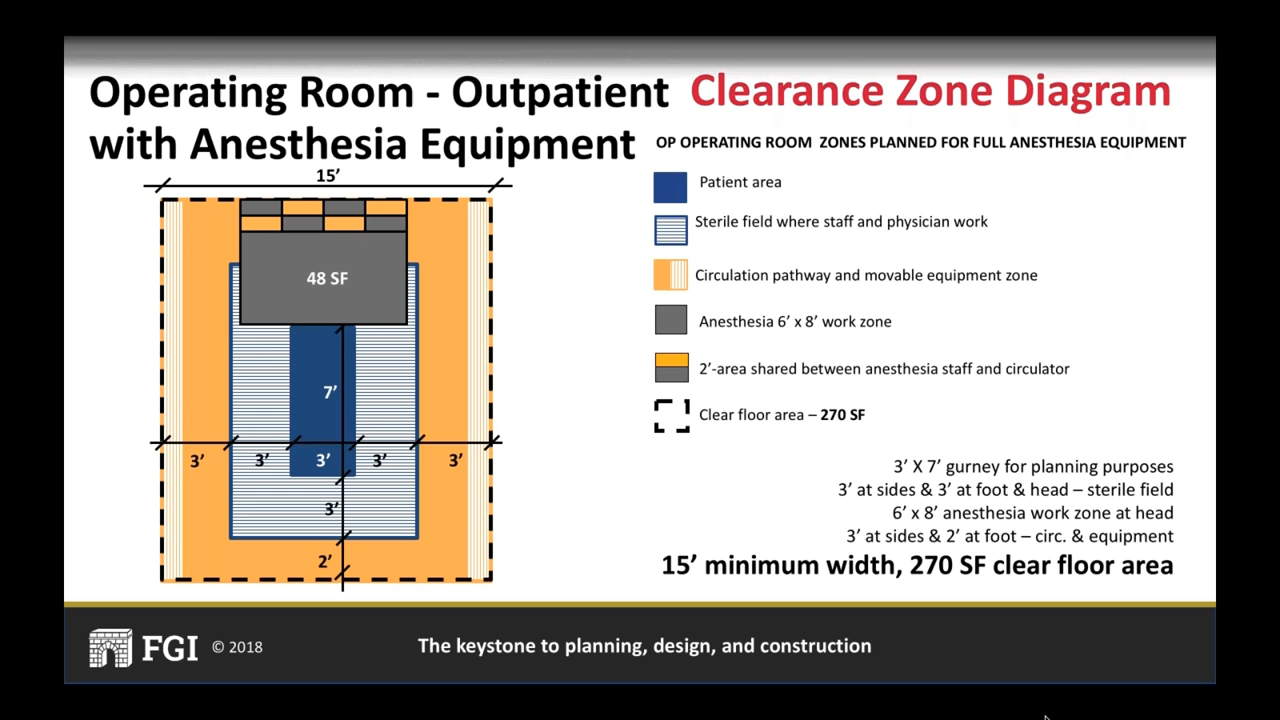 Operating Room - Outpatient
with Anesthesia Equipment
Clearance Zone Diagram
OP OPERATING ROOM ZONES PLANNED FOR FULL ANESTHESIA EQUIPMENT
15’
48 SF
7’
3’ 3’ 3’ 3’ 3’
3’
2’
Patient area
Sterile field where staff and physician work
Circulation pathway and movable equipment zone
Anesthesia 6’ x 8’ work zone
2’-area shared between anesthesia staff and circulator
Clear floor area – 270 SF
3’ X 7’ gurney for planning purposes
3’ at sides & 3’ at foot & head – sterile field
6’ x 8’ anesthesia work zone at head
3’ at sides & 2’ at foot – circ. & equipment
15’ minimum width, 270 SF clear floor area
FGI © 2018
The keystone to planning, design, and construction